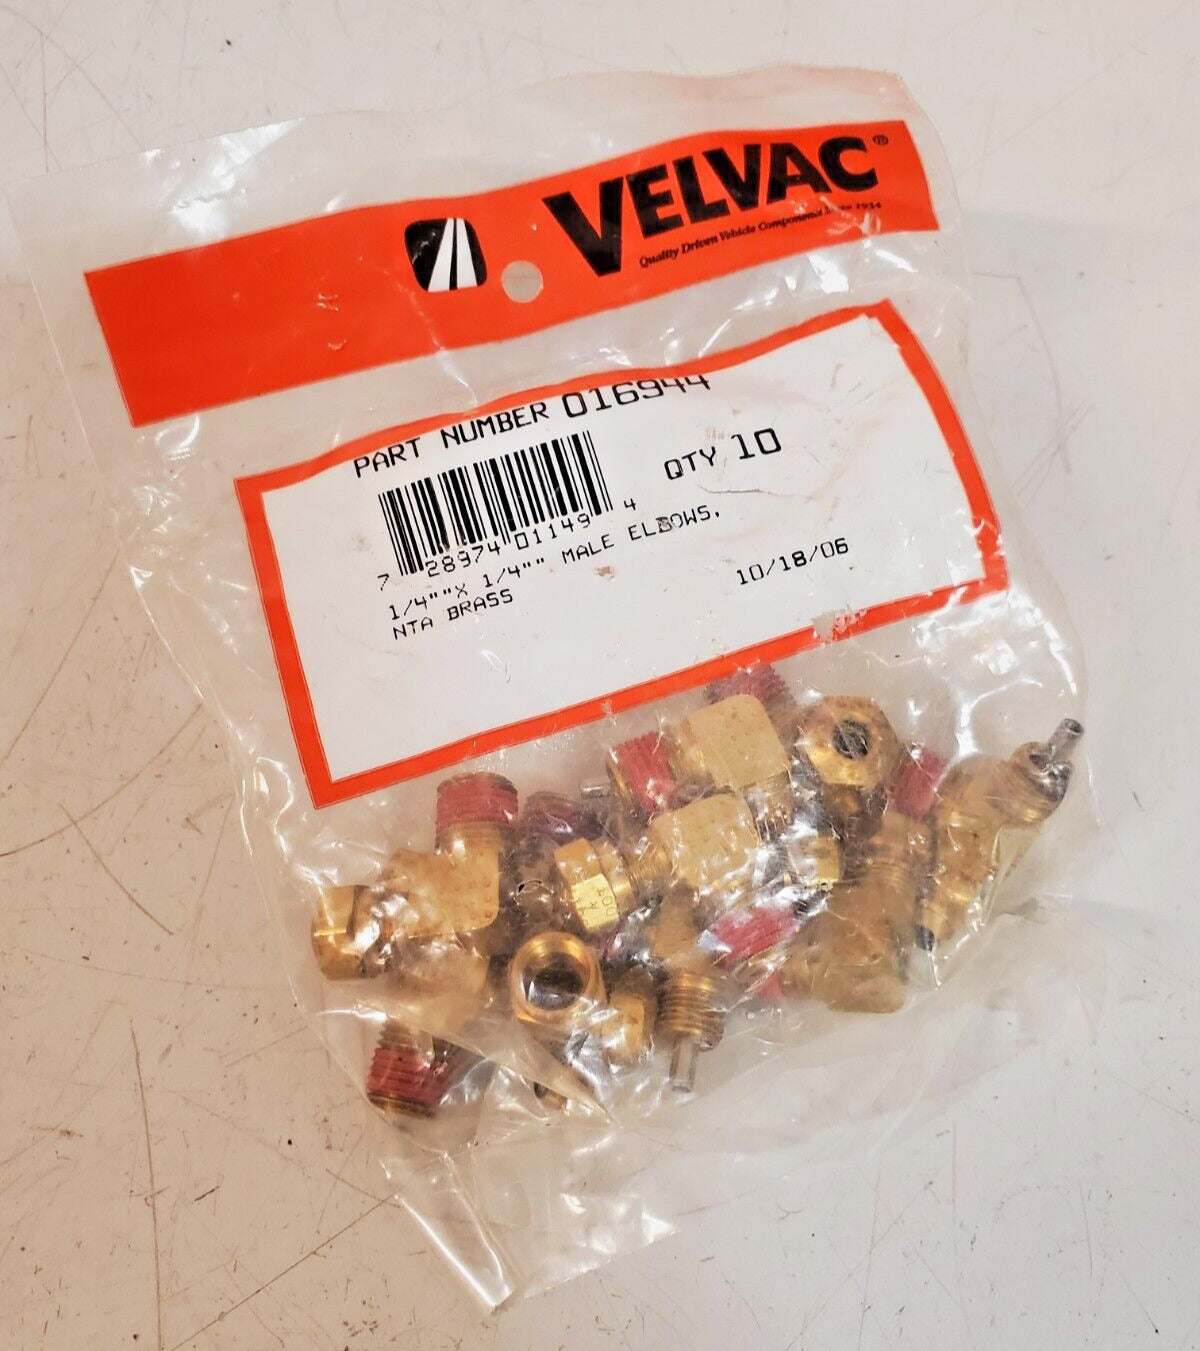 VELVAC®
Quality Driven Vehicle Components Since 1934
PART NUMBER 016944
QTY 10
7 28974 01149 4
1/4""X 1/4"" MALE ELBOWS,
NTA BRASS
10/18/06